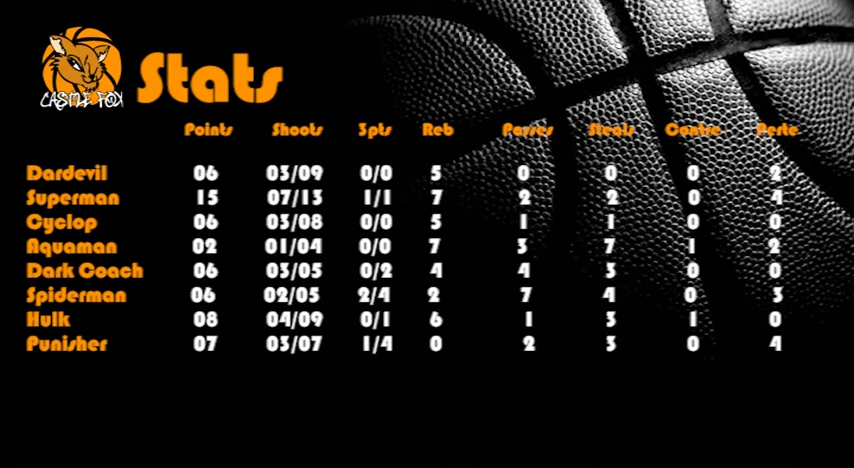 CASTLE FOX
Stats
Points Shoots 3pts Reb Passes Steals Contre Perte
Dardevil 06 03/09 0/0 5 0 0 0 2
Superman 15 07/13 1/1 7 2 2 0 4
Cyclop 06 03/08 0/0 5 1 1 0 0
Aquaman 02 01/04 0/0 7 3 7 1 2
Dark Coach 06 03/05 0/2 4 4 3 0 0
Spiderman 06 02/05 2/4 2 7 4 0 3
Hulk 08 04/09 0/1 6 1 3 1 0
Punisher 07 03/07 1/4 0 2 3 0 4